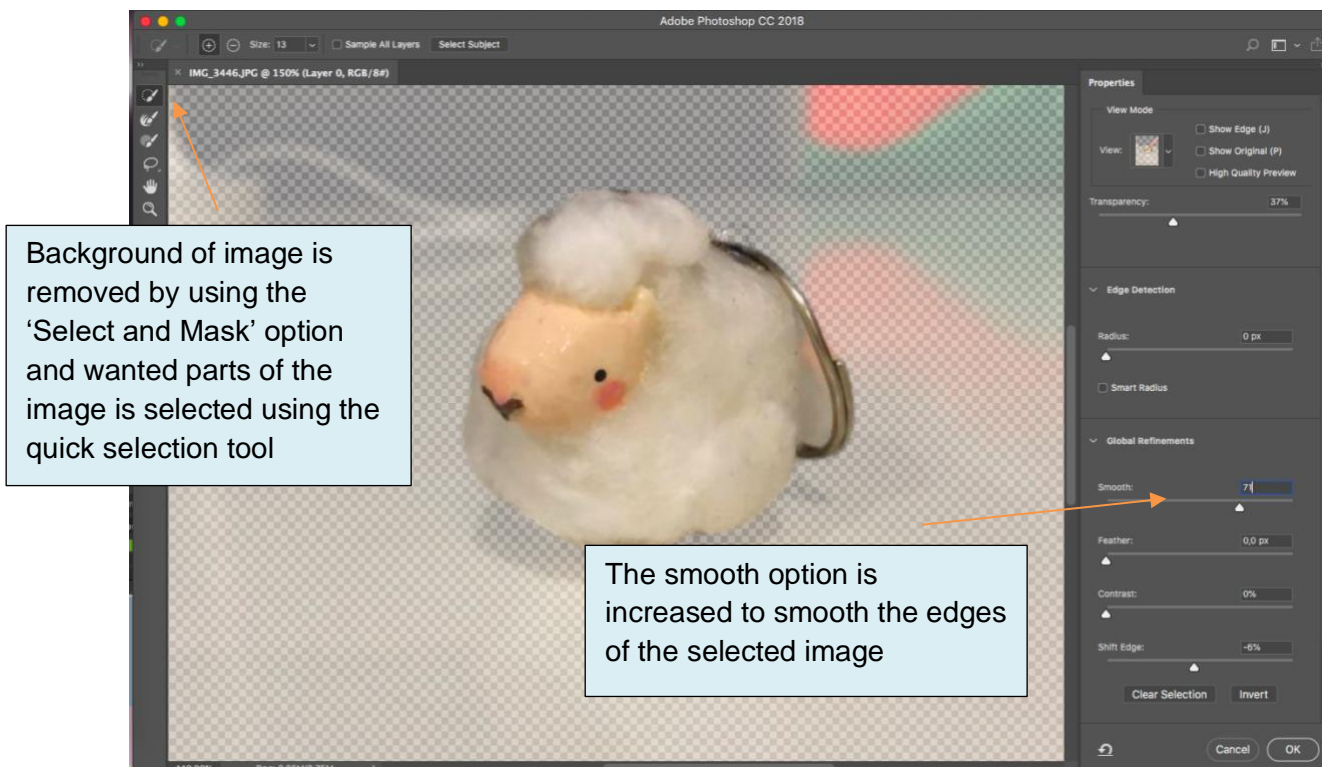 Adobe Photoshop CC 2018
Size: 13 Sample All Layers Select Subject
× IMG_3446.JPG @ 150% (Layer 0, RGB/8#)
Properties
View Mode
Show Edge (J)
View:
Show Original (P)
High Quality Preview
Transparency: 37%
Background of image is
removed by using the
‘Select and Mask’ option
and wanted parts of the
image is selected using the
quick selection tool
Edge Detection
Radius: 0 px
Smart Radius
Global Refinements
Smooth: 71
Feather: 0,0 px
Contrast: 0%
Shift Edge: -6%
The smooth option is
increased to smooth the edges
of the selected image
Clear Selection Invert
Cancel OK